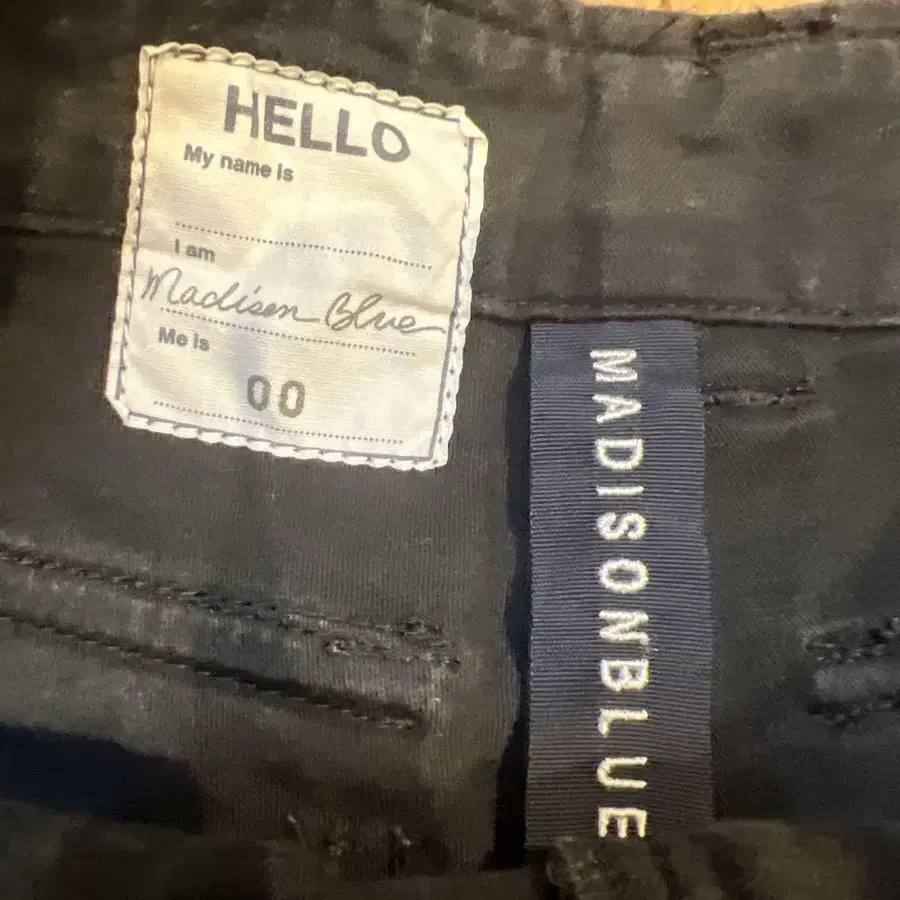 HELLO
My name is
I am
Madison Blue
Me is
00
MADISONBLUE